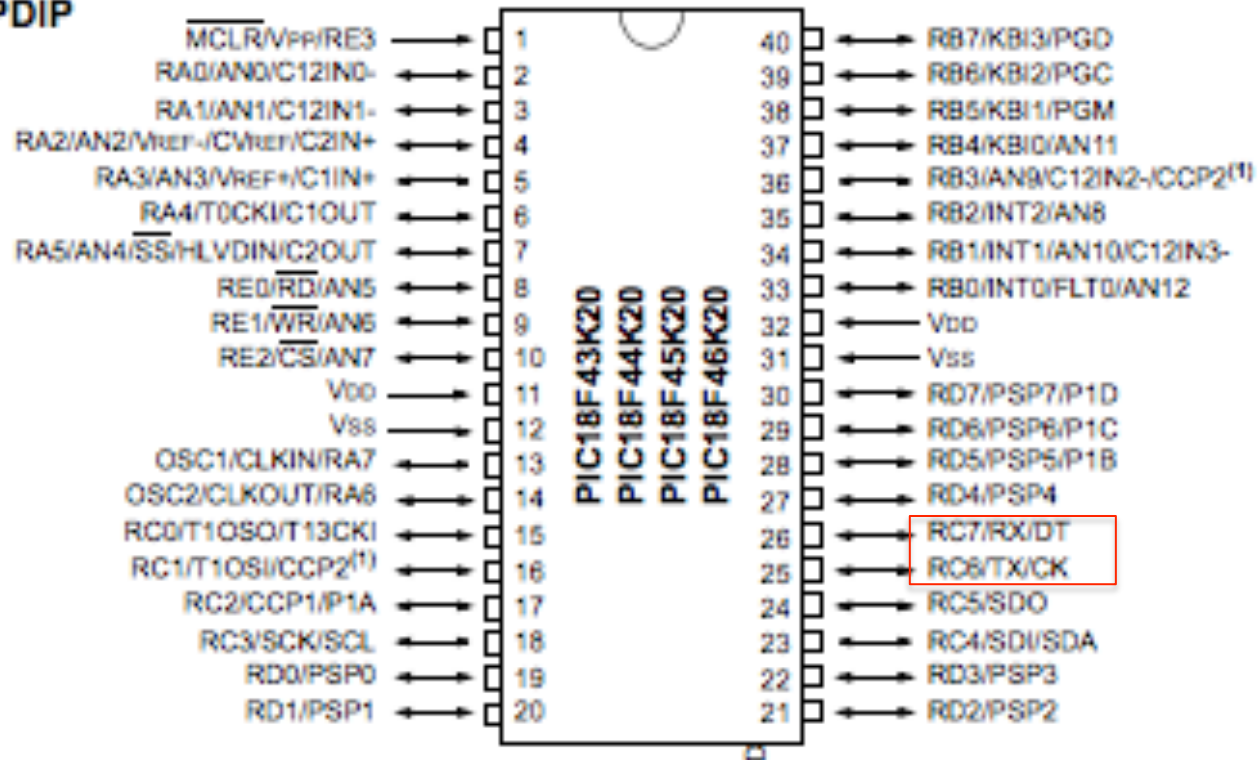 PDIP
MCLR/VPP/RE3 1
RA0/AN0/C12IN0- 2
RA1/AN1/C12IN1- 3
RA2/AN2/VREF-/CVREF/C2IN+ 4
RA3/AN3/VREF+/C1IN+ 5
RA4/T0CKI/C1OUT 6
RA5/AN4/SS/HLVDIN/C2OUT 7
RE0/RD/AN5 8
RE1/WR/AN6 9
RE2/CS/AN7 10
VDD 11
VSS 12
OSC1/CLKIN/RA7 13
OSC2/CLKOUT/RA6 14
RC0/T1OSO/T13CKI 15
RC1/T1OSI/CCP2(1) 16
RC2/CCP1/P1A 17
RC3/SCK/SCL 18
RD0/PSP0 19
RD1/PSP1 20
PIC18F43K20
PIC18F44K20
PIC18F45K20
PIC18F46K20
40 RB7/KBI3/PGD
39 RB6/KBI2/PGC
38 RB5/KBI1/PGM
37 RB4/KBI0/AN11
36 RB3/AN9/C12IN2-/CCP2(1)
35 RB2/INT2/AN8
34 RB1/INT1/AN10/C12IN3-
33 RB0/INT0/FLT0/AN12
32 VDD
31 VSS
30 RD7/PSP7/P1D
29 RD6/PSP6/P1C
28 RD5/PSP5/P1B
27 RD4/PSP4
26 RC7/RX/DT
25 RC6/TX/CK
24 RC5/SDO
23 RC4/SDI/SDA
22 RD3/PSP3
21 RD2/PSP2